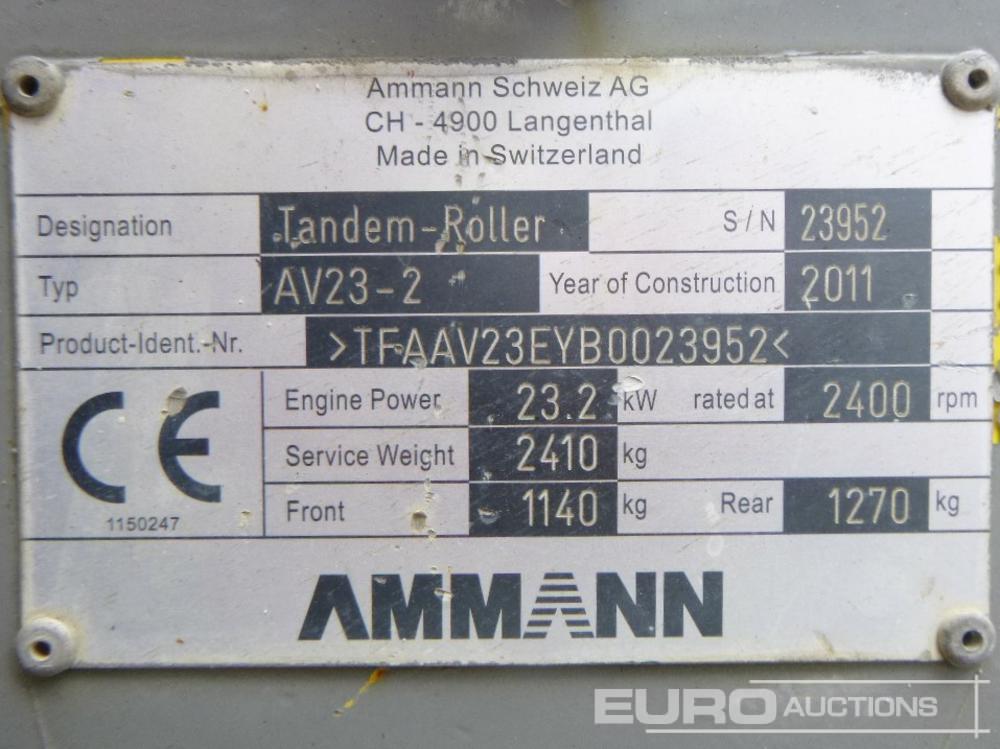 Ammann Schweiz AG
CH - 4900 Langenthal
Made in Switzerland
Designation Tandem-Roller S / N 23952
Typ AV23-2 Year of Construction 2011
Product-Ident.-Nr. >TFAAV23EYB0023952<
Engine Power 23.2 kW rated at 2400 rpm
Service Weight 2410 kg
Front 1140 kg Rear 1270 kg
CE
1150247
AMMANN
EURO AUCTIONS